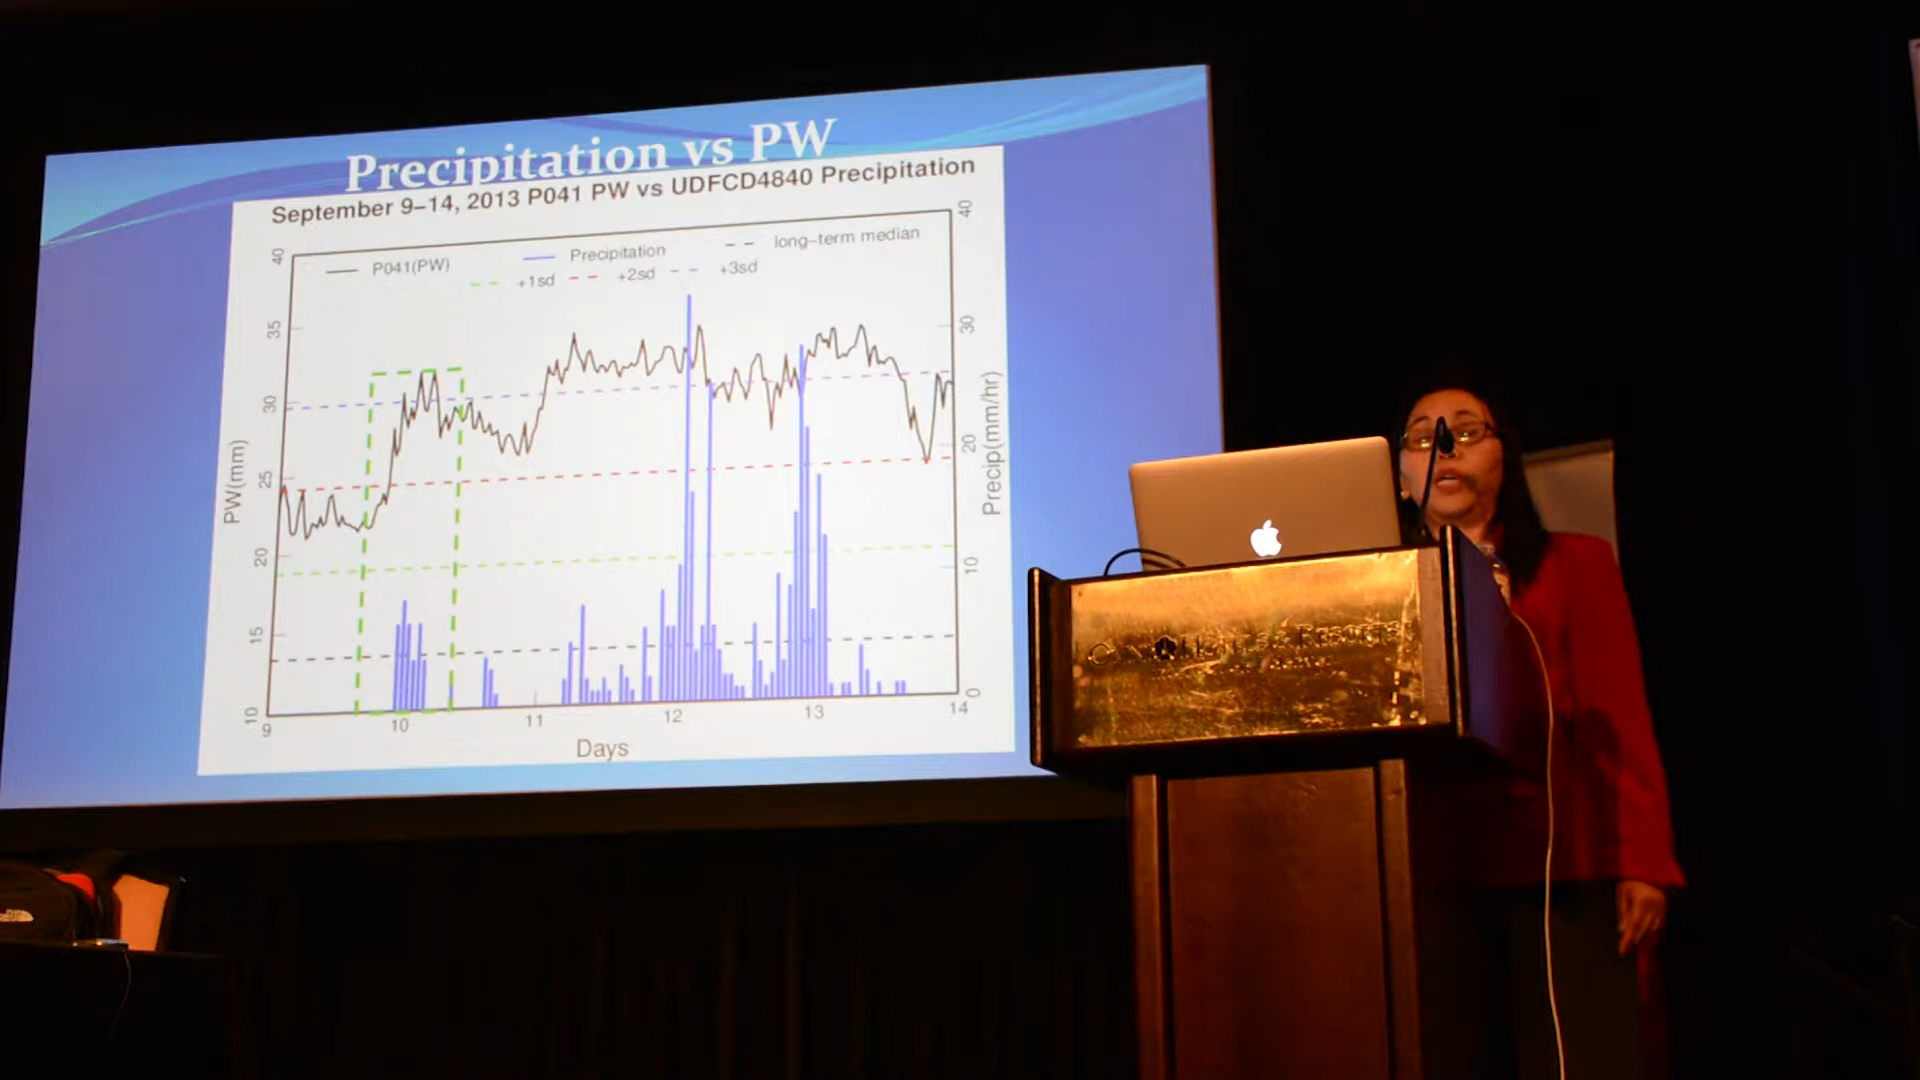 Precipitation vs PW
September 9–14, 2013 P041 PW vs UDFCD4840 Precipitation
P041(PW) Precipitation long–term median
+1sd +2sd +3sd
40
35
30
25
20
15
10
PW(mm)
40
30
20
10
0
Precip(mm/hr)
9 10 11 12 13 14
Days